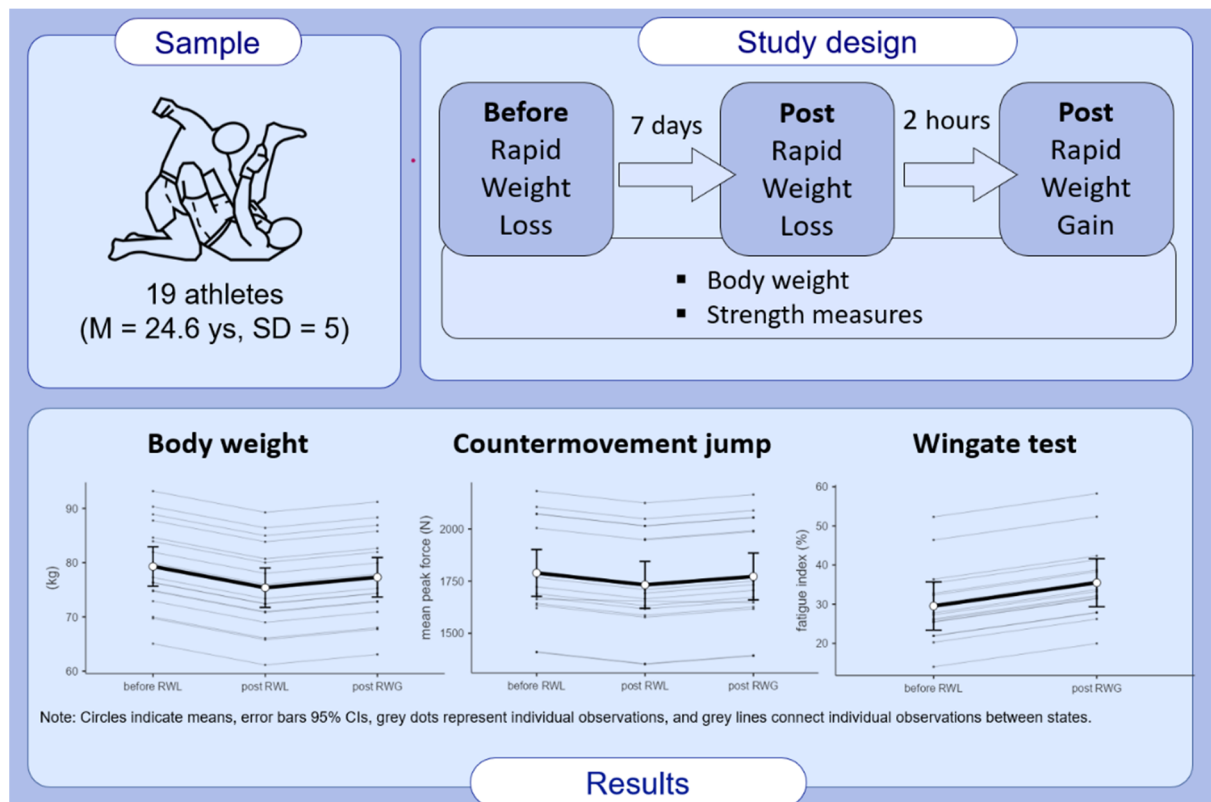 Sample
19 athletes
(M = 24.6 ys, SD = 5)
Study design
Before
Rapid
Weight
Loss
7 days
Post
Rapid
Weight
Loss
2 hours
Post
Rapid
Weight
Gain
▪ Body weight
▪ Strength measures
Body weight
(kg)
90
80
70
60
before RWL
post RWL
post RWG
Countermovement jump
mean peak force (N)
2000
1750
1500
before RWL
post RWL
post RWG
Wingate test
fatigue index (%)
60
50
40
30
20
before RWL
post RWG
Note: Circles indicate means, error bars 95% CIs, grey dots represent individual observations, and grey lines connect individual observations between states.
Results